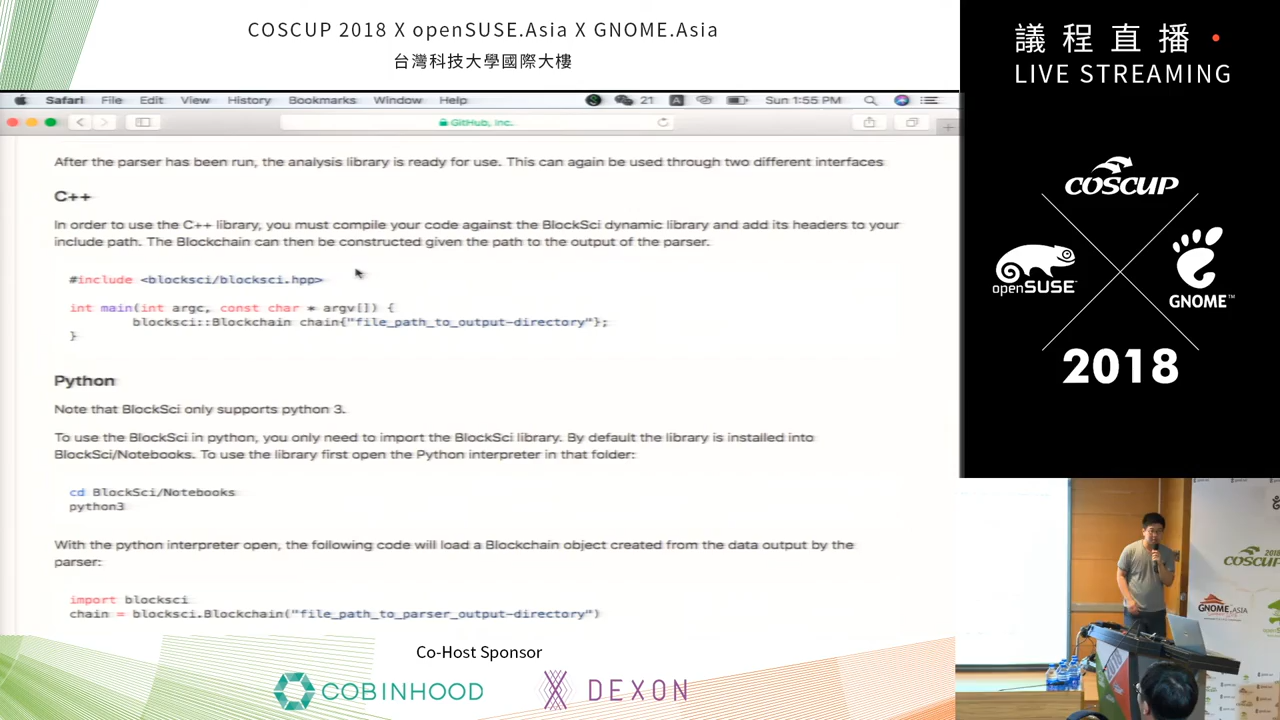 COSCUP 2018 X openSUSE.Asia X GNOME.Asia
台灣科技大學國際大樓
議程直播
LIVE STREAMING
Safari File Edit View History Bookmarks Window Help
21
A
Sun 1:55 PM
GitHub, Inc.
After the parser has been run, the analysis library is ready for use. This can again be used through two different interfaces
C++
In order to use the C++ library, you must compile your code against the BlockSci dynamic library and add its headers to your
include path. The Blockchain can then be constructed given the path to the output of the parser.
#include <blocksci/blocksci.hpp>
int main(int argc, const char * argv[]) {
blocksci::Blockchain chain{"file_path_to_output-directory"};
}
Python
Note that BlockSci only supports python 3.
To use the BlockSci in python, you only need to import the BlockSci library. By default the library is installed into
BlockSci/Notebooks. To use the library first open the Python interpreter in that folder:
cd BlockSci/Notebooks
python3
With the python interpreter open, the following code will load a Blockchain object created from the data output by the
parser:
import blocksci
chain = blocksci.Blockchain("file_path_to_parser_output-directory")
COSCUP
openSUSE
GNOME™
2018
COSCUP
GNOME.ASIA
Co-Host Sponsor
COBINHOOD
DEXON